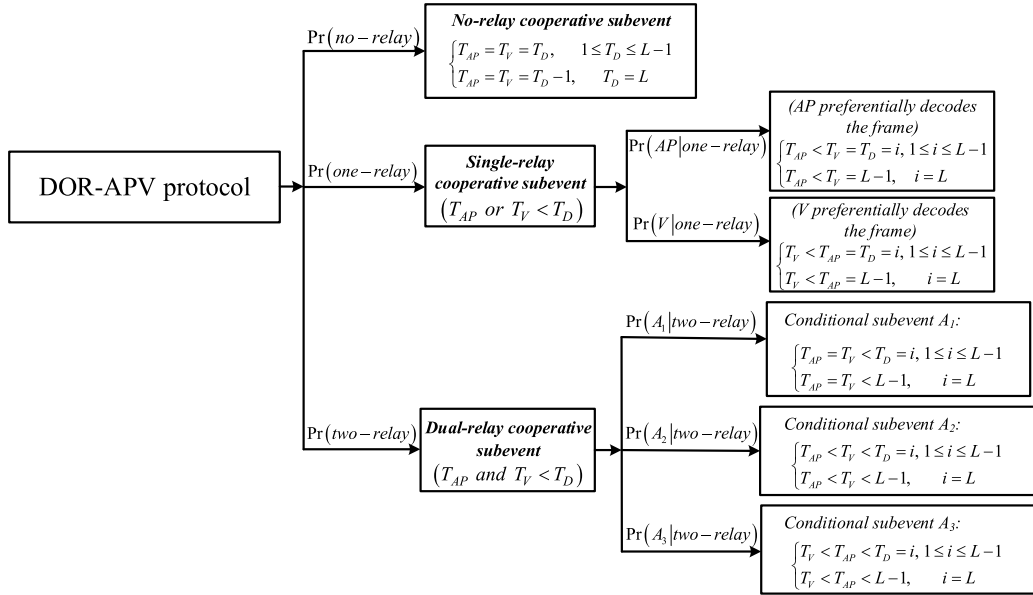 DOR-APV protocol
Pr(no−relay)
No-relay cooperative subevent
T_AP = T_V = T_D, 1≤T_D≤L−1
T_AP = T_V = T_D−1, T_D=L
Pr(one−relay)
Single-relay
cooperative subevent
(T_AP or T_V < T_D)
Pr(AP|one−relay)
(AP preferentially decodes
the frame)
T_AP < T_V = T_D = i, 1≤i≤L−1
T_AP < T_V = L−1, i=L
Pr(V|one−relay)
(V preferentially decodes
the frame)
T_V < T_AP = T_D = i, 1≤i≤L−1
T_V < T_AP = L−1, i=L
Pr(two−relay)
Dual-relay cooperative
subevent
(T_AP and T_V < T_D)
Pr(A_1|two−relay)
Conditional subevent A_1:
T_AP = T_V < T_D = i, 1≤i≤L−1
T_AP = T_V < L−1, i=L
Pr(A_2|two−relay)
Conditional subevent A_2:
T_AP < T_V < T_D = i, 1≤i≤L−1
T_AP < T_V < L−1, i=L
Pr(A_3|two−relay)
Conditional subevent A_3:
T_V < T_AP < T_D = i, 1≤i≤L−1
T_V < T_AP < L−1, i=L